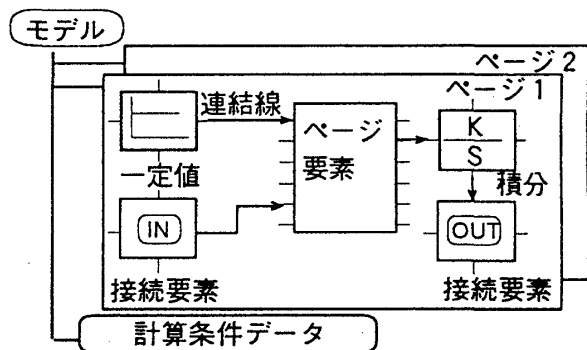 モデル
ページ2
ページ1
連結線
一定値
ページ
要素
K
S
積分
IN
OUT
接続要素
接続要素
計算条件データ